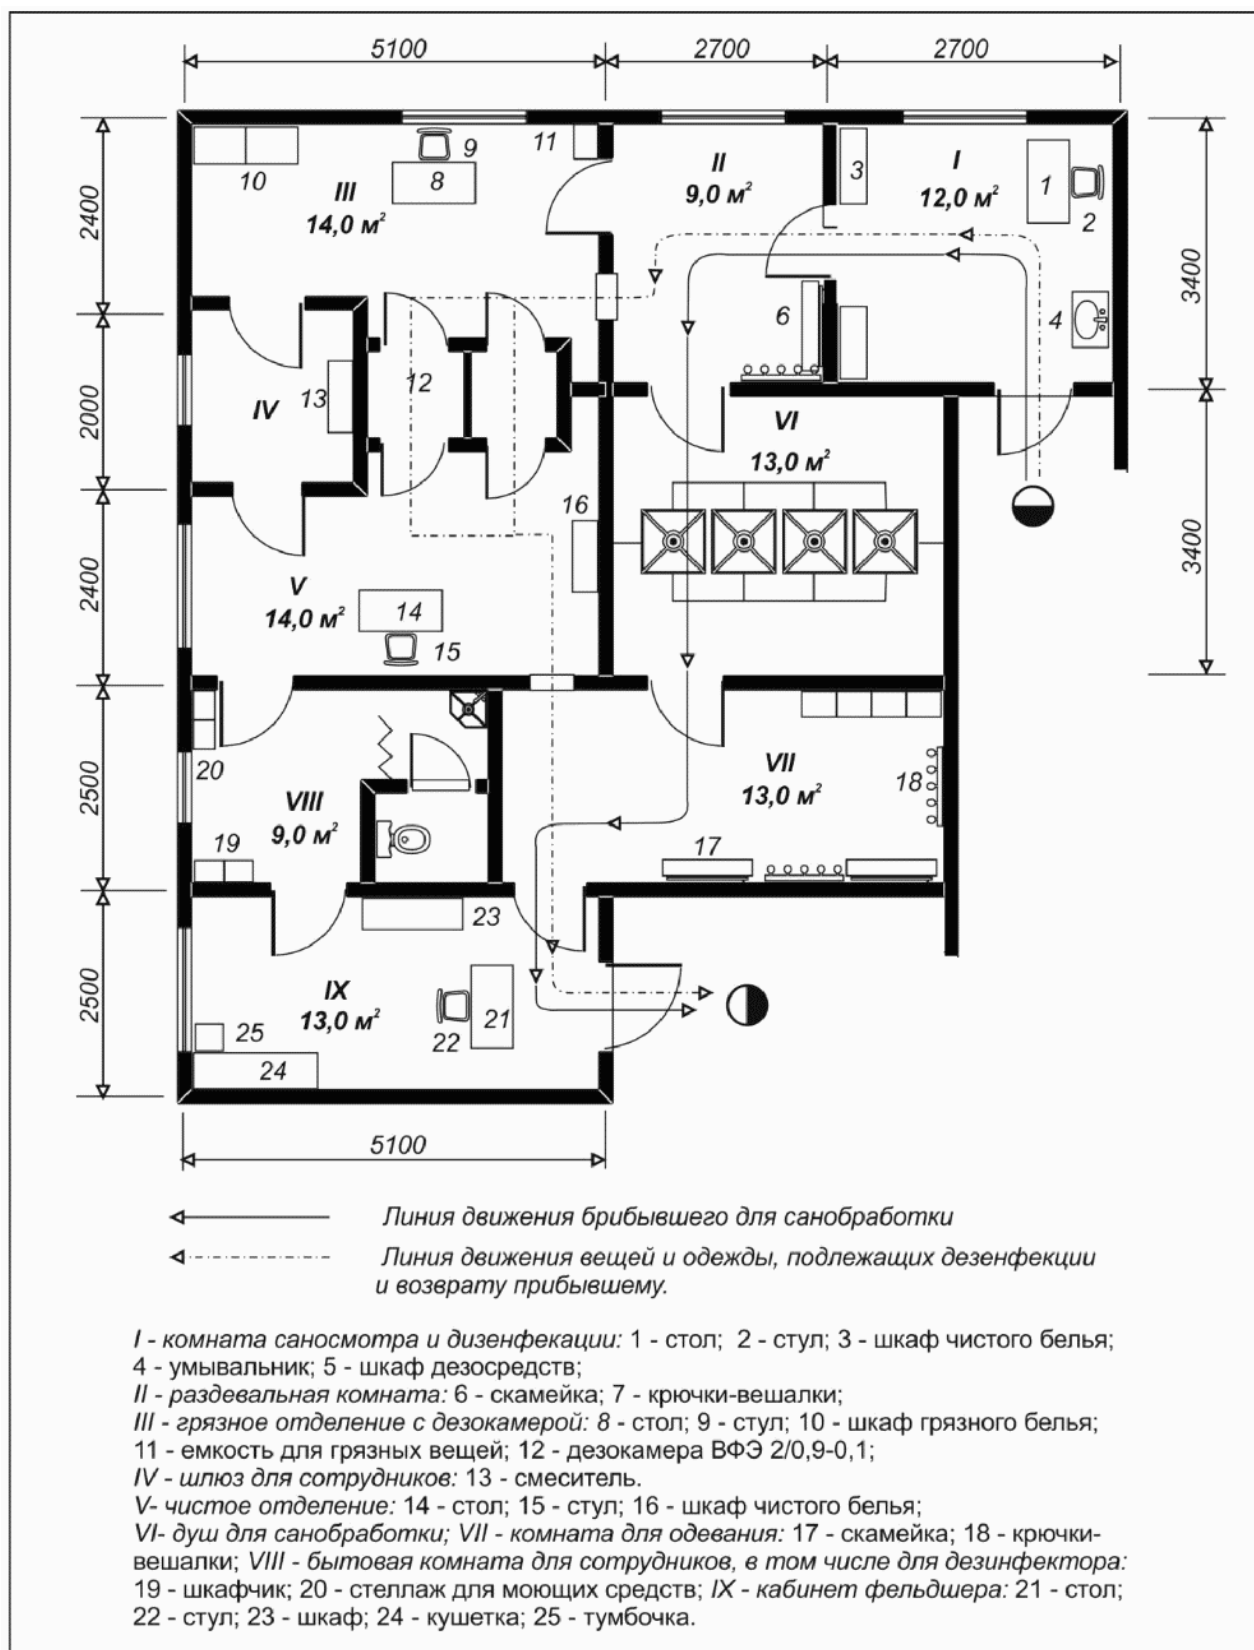 5100 2700 2700
10 9 11 II 3 I
8 9,0 м² 12,0 м² 1
III 2
14,0 м²
2400
3400
6 4
12
2000 IV 13 VI
13,0 м²
16
3400
2400 V 14
14,0 м² 15
20 VII 18
2500 VIII 13,0 м²
9,0 м²
19 17
23
2500 IX
13,0 м² 21
25 22
24
5100
Линия движения брибывшего для санобработки
Линия движения вещей и одежды, подлежащих дезенфекции
и возврату прибывшему.
I - комната саносмотра и дизенфекации: 1 - стол; 2 - стул; 3 - шкаф чистого белья;
4 - умывальник; 5 - шкаф дезосредств;
II - раздевальная комната: 6 - скамейка; 7 - крючки-вешалки;
III - грязное отделение с дезокамерой: 8 - стол; 9 - стул; 10 - шкаф грязного белья;
11 - емкость для грязных вещей; 12 - дезокамера ВФЭ 2/0,9-0,1;
IV - шлюз для сотрудников: 13 - смеситель.
V- чистое отделение: 14 - стол; 15 - стул; 16 - шкаф чистого белья;
VI- душ для санобработки; VII - комната для одевания: 17 - скамейка; 18 - крючки-
вешалки; VIII - бытовая комната для сотрудников, в том числе для дезинфектора:
19 - шкафчик; 20 - стеллаж для моющих средств; IX - кабинет фельдшера: 21 - стол;
22 - стул; 23 - шкаф; 24 - кушетка; 25 - тумбочка.